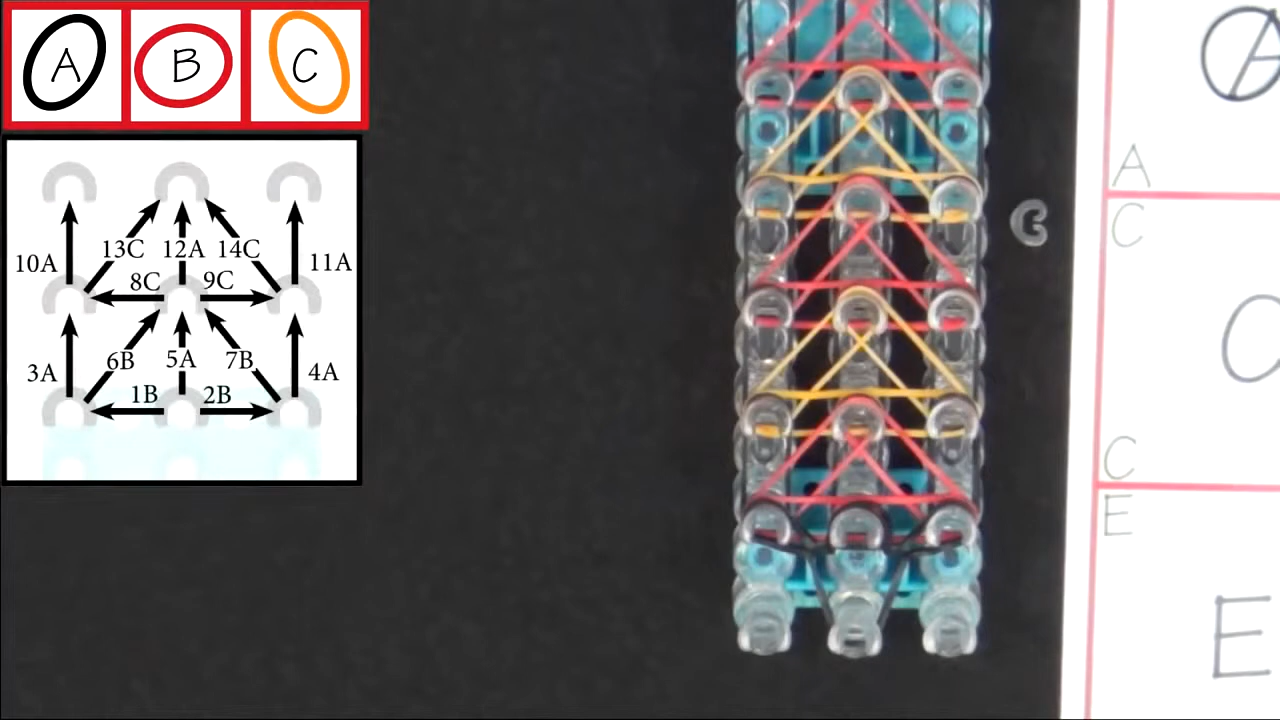 A B C
13C 12A 14C
10A 11A
8C 9C
6B 5A 7B
3A 4A
1B 2B
A
A
C
C
C
E
E